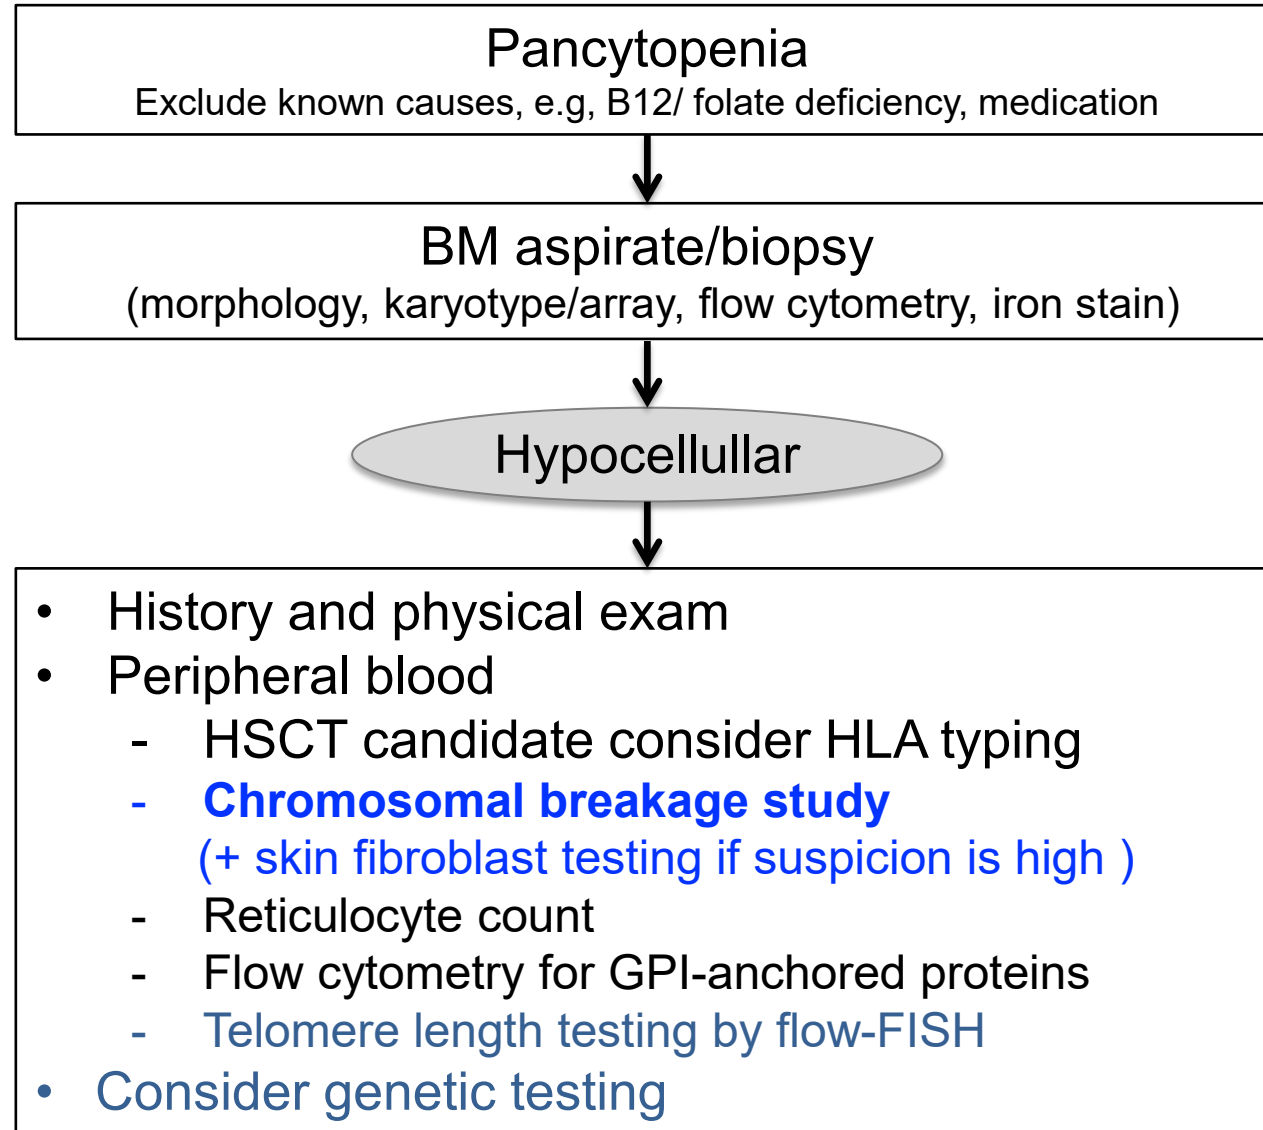 Pancytopenia
Exclude known causes, e.g, B12/ folate deficiency, medication
BM aspirate/biopsy
(morphology, karyotype/array, flow cytometry, iron stain)
Hypocellullar
• History and physical exam
• Peripheral blood
- HSCT candidate consider HLA typing
- Chromosomal breakage study
(+ skin fibroblast testing if suspicion is high )
- Reticulocyte count
- Flow cytometry for GPI-anchored proteins
- Telomere length testing by flow-FISH
• Consider genetic testing